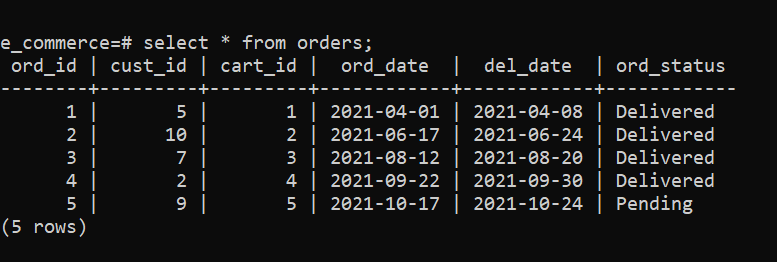 e_commerce=# select * from orders;
 ord_id | cust_id | cart_id |  ord_date  |  del_date  | ord_status
--------+---------+---------+------------+------------+------------
      1 |       5 |       1 | 2021-04-01 | 2021-04-08 | Delivered
      2 |      10 |       2 | 2021-06-17 | 2021-06-24 | Delivered
      3 |       7 |       3 | 2021-08-12 | 2021-08-20 | Delivered
      4 |       2 |       4 | 2021-09-22 | 2021-09-30 | Delivered
      5 |       9 |       5 | 2021-10-17 | 2021-10-24 | Pending
(5 rows)